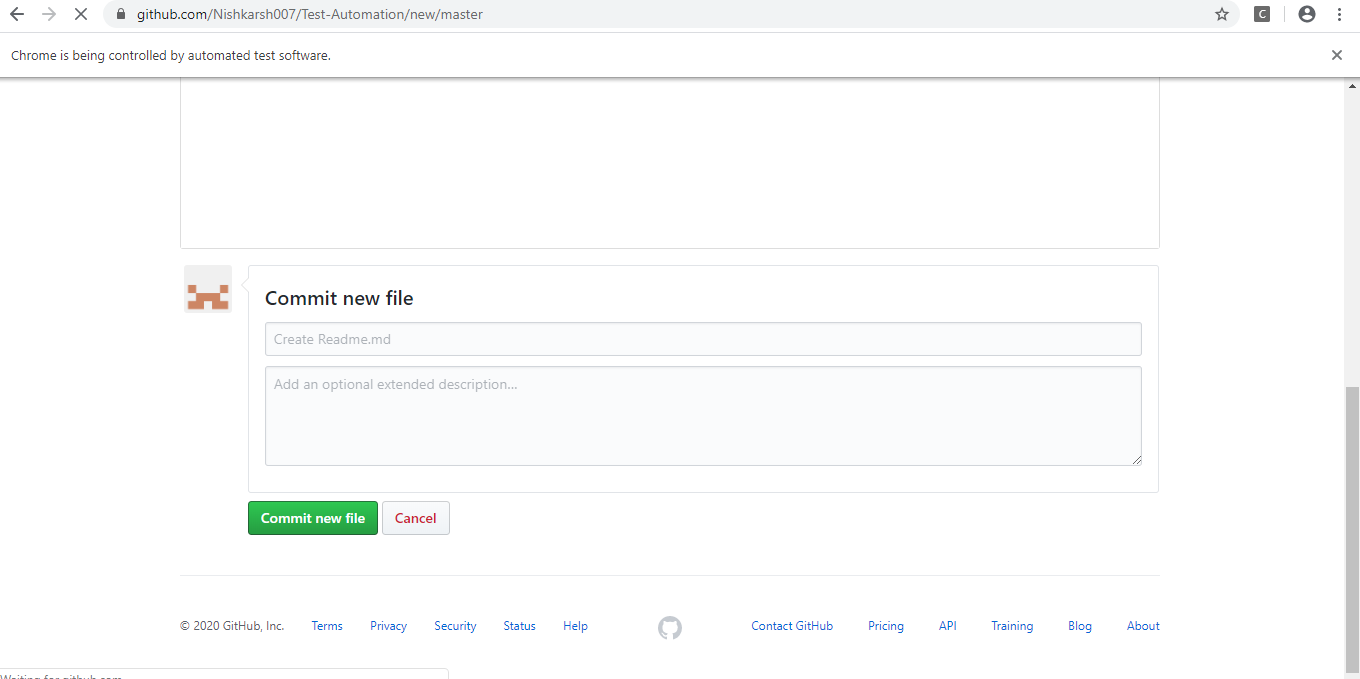 github.com/Nishkarsh007/Test-Automation/new/master
C
Chrome is being controlled by automated test software.
Commit new file
Create Readme.md
Add an optional extended description...
Commit new file Cancel
© 2020 GitHub, Inc. Terms Privacy Security Status Help Contact GitHub Pricing API Training Blog About
Waiting for github.com